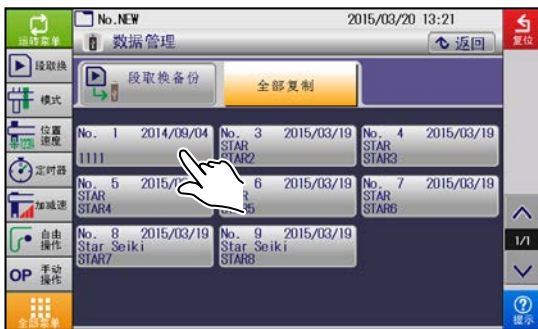 No.NEW 2015/03/20 13:21
运转菜单
数据管理
返回
复位
段取换
段取换备份
全部复制
模式
位置
速度
No. 1 2014/09/04
1111
No. 3 2015/03/19
STAR
STAR2
No. 4 2015/03/19
STAR
STAR3
定时器
No. 5 2015/0
STAR
STAR4
6 2015/03/19
No. 7 2015/03/19
STAR
STAR6
加减速
自由
操作
No. 8 2015/03/19
Star Seiki
STAR7
No. 9 2015/03/19
Star Seiki
STAR8
1/1
OP 手动
操作
全部菜单
提示